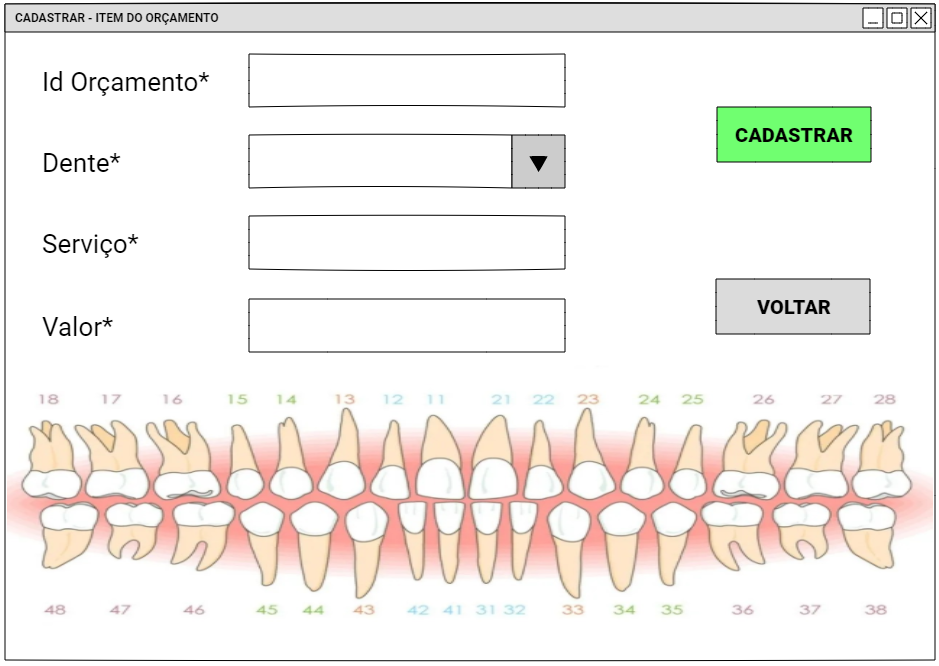 CADASTRAR - ITEM DO ORÇAMENTO
Id Orçamento*
CADASTRAR
Dente*
Serviço*
VOLTAR
Valor*
18 17 16 15 14 13 12 11 21 22 23 24 25 26 27 28
48 47 46 45 44 43 42 41 31 32 33 34 35 36 37 38